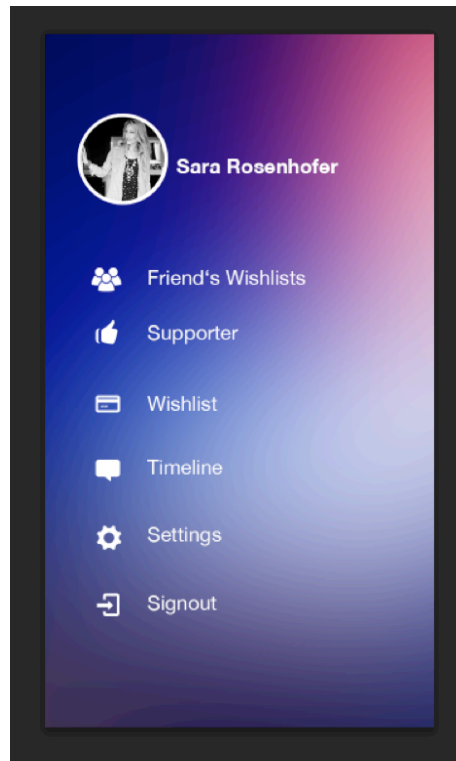 Sara Rosenhofer
Friend‘s Wishlists
Supporter
Wishlist
Timeline
Settings
Signout